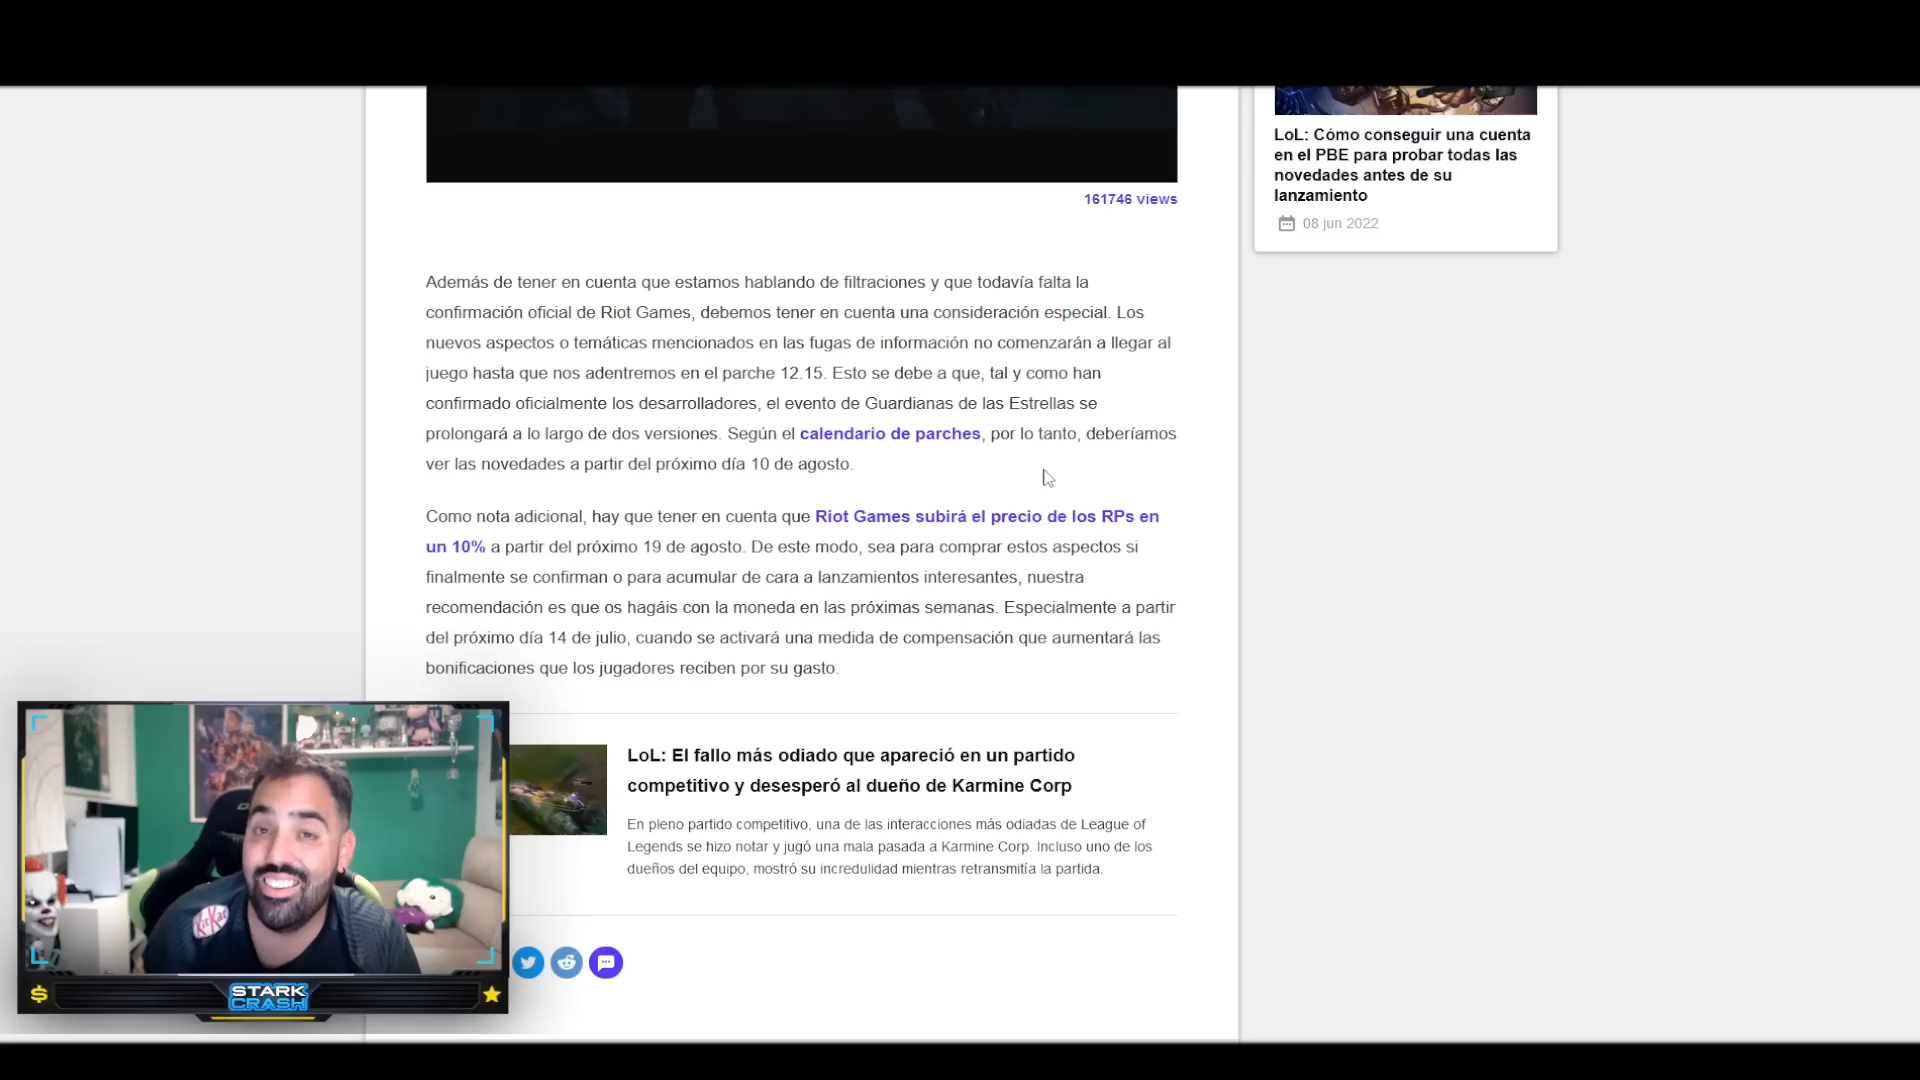 161746 views
Además de tener en cuenta que estamos hablando de filtraciones y que todavía falta la
confirmación oficial de Riot Games, debemos tener en cuenta una consideración especial. Los
nuevos aspectos o temáticas mencionados en las fugas de información no comenzarán a llegar al
juego hasta que nos adentremos en el parche 12.15. Esto se debe a que, tal y como han
confirmado oficialmente los desarrolladores, el evento de Guardianas de las Estrellas se
prolongará a lo largo de dos versiones. Según el calendario de parches, por lo tanto, deberíamos
ver las novedades a partir del próximo día 10 de agosto.
Como nota adicional, hay que tener en cuenta que Riot Games subirá el precio de los RPs en
un 10% a partir del próximo 19 de agosto. De este modo, sea para comprar estos aspectos si
finalmente se confirman o para acumular de cara a lanzamientos interesantes, nuestra
recomendación es que os hagáis con la moneda en las próximas semanas. Especialmente a partir
del próximo día 14 de julio, cuando se activará una medida de compensación que aumentará las
bonificaciones que los jugadores reciben por su gasto.
LoL: El fallo más odiado que apareció en un partido
competitivo y desesperó al dueño de Karmine Corp
En pleno partido competitivo, una de las interacciones más odiadas de League of
Legends se hizo notar y jugó una mala pasada a Karmine Corp. Incluso uno de los
dueños del equipo, mostró su incredulidad mientras retransmitía la partida.
LoL: Cómo conseguir una cuenta
en el PBE para probar todas las
novedades antes de su
lanzamiento
08 jun 2022
KitKat
$
STARK
CRASH